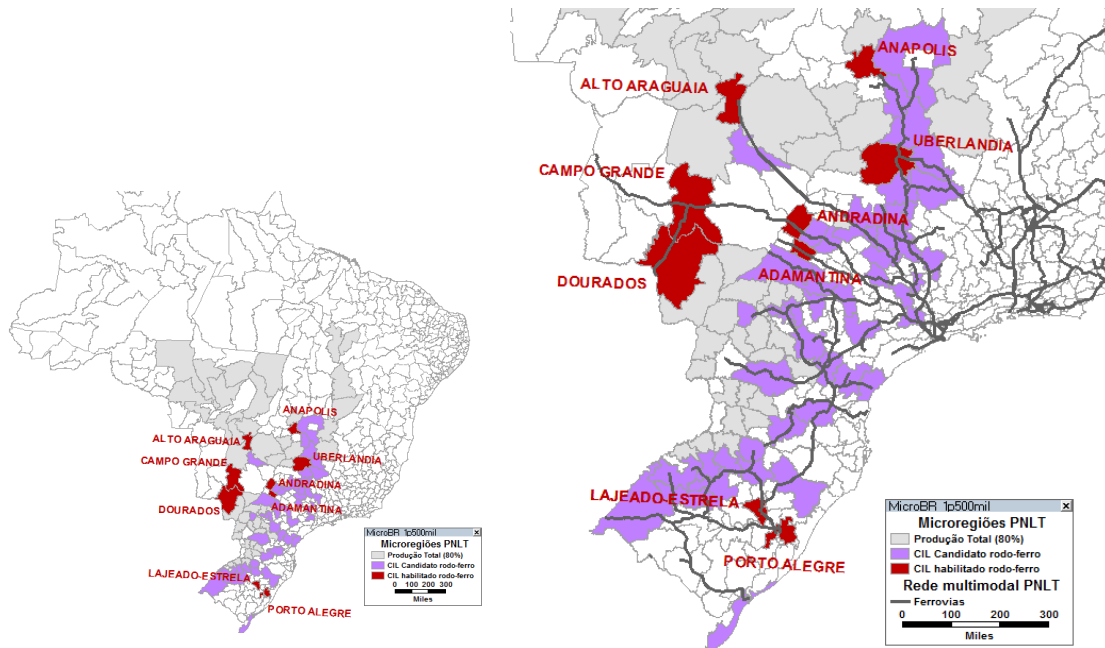 ANAPOLIS
ALTO ARAGUAIA
CAMPO GRANDE
UBERLANDIA
ANDRADINA
DOURADOS
ADAMANTINA
LAJEADO-ESTRELA
PORTO ALEGRE
MicroBR_1p500mil
Microregiões PNLT
Produção Total (80%)
CIL Candidato rodo-ferro
CIL habilitado rodo-ferro
0 100 200 300
Miles
ANAPOLIS
ALTO ARAGUAIA
UBERLANDIA
CAMPO GRANDE
ANDRADINA
DOURADOS
ADAMANTINA
LAJEADO-ESTRELA
PORTO ALEGRE
MicroBR_1p500mil
Microregiões PNLT
Produção Total (80%)
CIL Candidato rodo-ferro
CIL habilitado rodo-ferro
Rede multimodal PNLT
Ferrovias
0 100 200 300
Miles